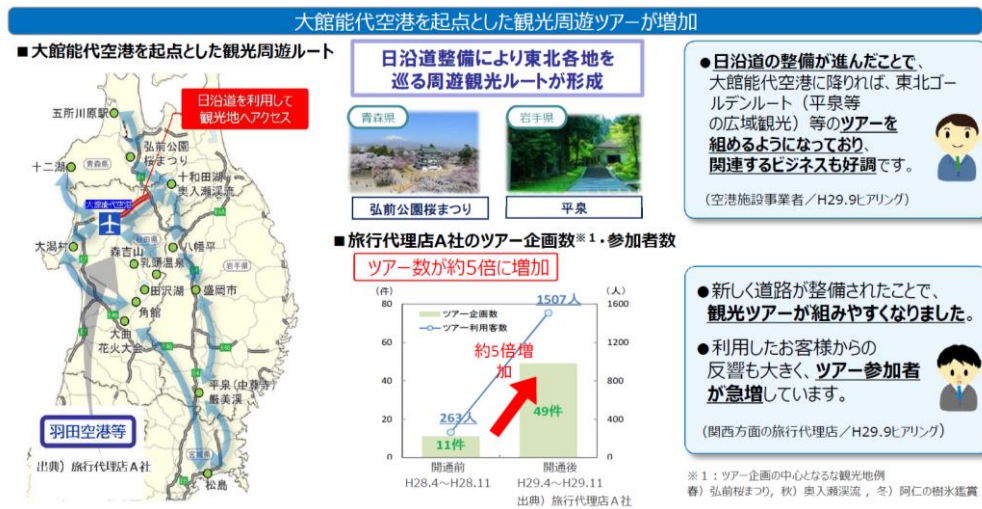 大館能代空港を起点とした観光周遊ツアーが増加
■大館能代空港を起点とした観光周遊ルート
日沿道を利用して
観光地へアクセス
五所川原駅
弘前公園
桜まつり
青森県
十二湖
十和田湖
奥入瀬渓流
大館能代空港
大潟村
秋田県
森吉山
八幡平
乳頭温泉
岩手県
田沢湖
盛岡市
角館
大曲
花火大会
平泉(中尊寺)
厳美渓
羽田空港等
宮城県
松島
出典）旅行代理店Ａ社
日沿道整備により東北各地を
巡る周遊観光ルートが形成
青森県
岩手県
弘前公園桜まつり
平泉
■旅行代理店A社のツアー企画数※1・参加者数
ツアー数が約５倍に増加
(件)
(人)
80
60
40
20
0
1600
1200
800
400
0
ツアー企画数
ツアー利用客数
1507人
約5倍増
加
263人
49件
11件
開通前
開通後
H28.4～H28.11
H29.4～H29.11
出典）旅行代理店Ａ社
●日沿道の整備が進んだことで、
大館能代空港に降りれば、東北ゴー
ルデンルート（平泉等
の広域観光）等のツアーを
組めるようになっており、
関連するビジネスも好調です。
（空港施設事業者／H29.9ヒアリング）
●新しく道路が整備されたことで、
観光ツアーが組みやすくなりました。
●利用したお客様からの
反響も大きく、ツアー参加者
が急増しています。
（関西方面の旅行代理店／H29.9ヒアリング）
※１：ツアー企画の中心となるな観光地例
春）弘前桜まつり，秋）奥入瀬渓流，冬）阿仁の樹氷鑑賞